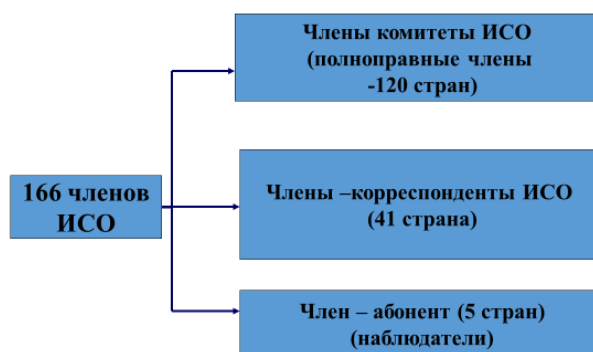 Члены комитеты ИСО
(полноправные члены
-120 стран)
166 членов
ИСО
Члены –корреспонденты ИСО
(41 страна)
Член – абонент (5 стран)
(наблюдатели)